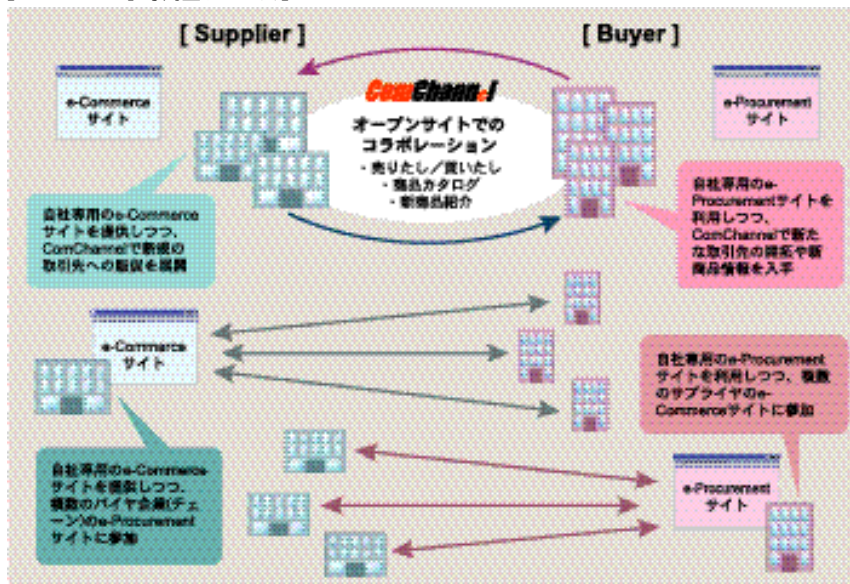 [ Supplier ]
[ Buyer ]
e-Commerce
サイト
ComChannel
オープンサイトでの
コラボレーション
・売りたし／買いたし
・商品カタログ
・新商品紹介
e-Procurement
サイト
自社専用のe-Commerce
サイトを提供しつつ、
ComChannelで新規の
取引先への販促を展開
自社専用のe-
Procurementサイトを
利用しつつ、
ComChannelで新た
な取引先の開拓や新
商品情報を入手
e-Commerce
サイト
自社専用のe-Procurement
サイトを利用しつつ、複数
のサプライヤのe-
Commerceサイトに参加
自社専用のe-Commerce
サイトを提供しつつ、
複数のバイヤ企業(チェ
ーン)のe-Procurement
サイトに参加
e-Procurement
サイト